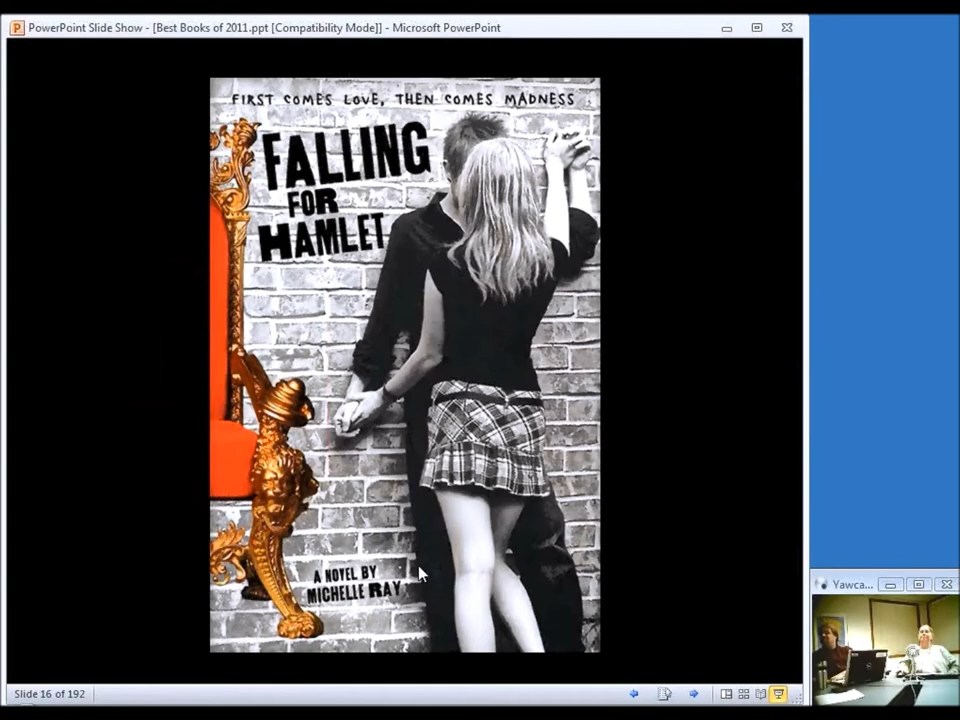 PowerPoint Slide Show - [Best Books of 2011.ppt [Compatibility Mode]] - Microsoft PowerPoint
FIRST COMES LOVE, THEN COMES MADNESS
FALLING
FOR
HAMLET
A NOVEL BY
MICHELLE RAY
Yawca...
Slide 16 of 192